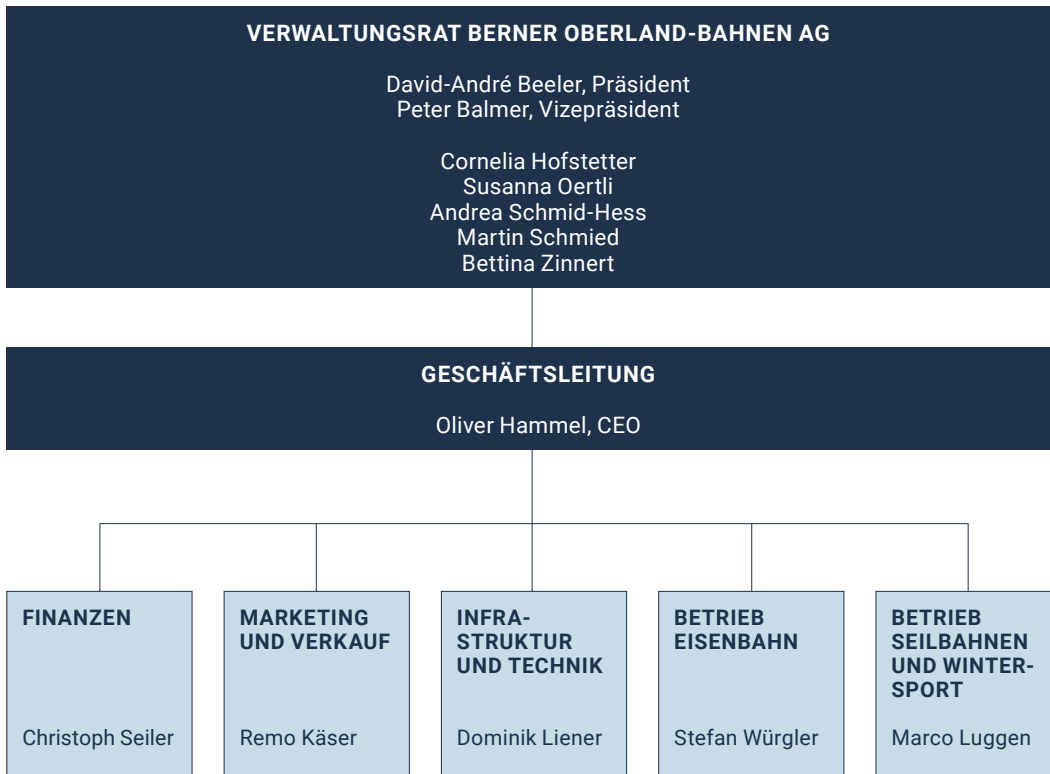 VERWALTUNGSRAT BERNER OBERLAND-BAHNEN AG
David-André Beeler, Präsident
Peter Balmer, Vizepräsident
Cornelia Hofstetter
Susanna Oertli
Andrea Schmid-Hess
Martin Schmied
Bettina Zinnert
GESCHÄFTSLEITUNG
Oliver Hammel, CEO
FINANZEN
Christoph Seiler
MARKETING
UND VERKAUF
Remo Käser
INFRA-
STRUKTUR
UND TECHNIK
Dominik Liener
BETRIEB
EISENBAHN
Stefan Würgler
BETRIEB
SEILBAHNEN
UND WINTER-
SPORT
Marco Luggen